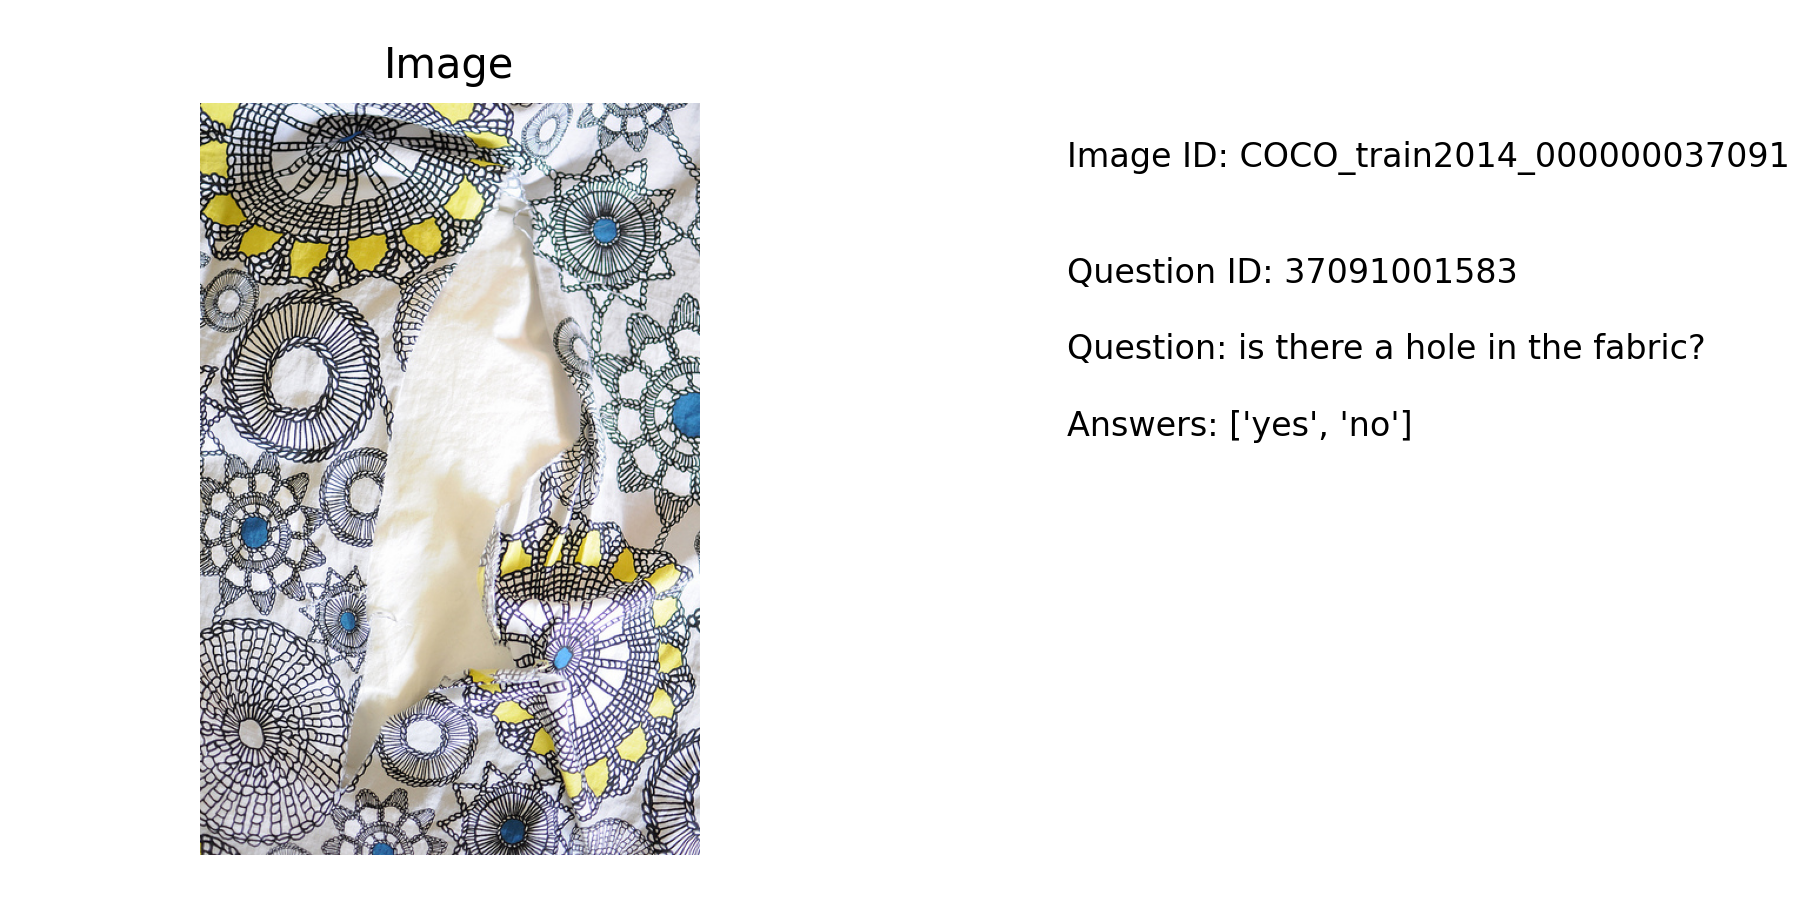 Image
Image ID: COCO_train2014_000000037091
Question ID: 37091001583
Question: is there a hole in the fabric?
Answers: ['yes', 'no']